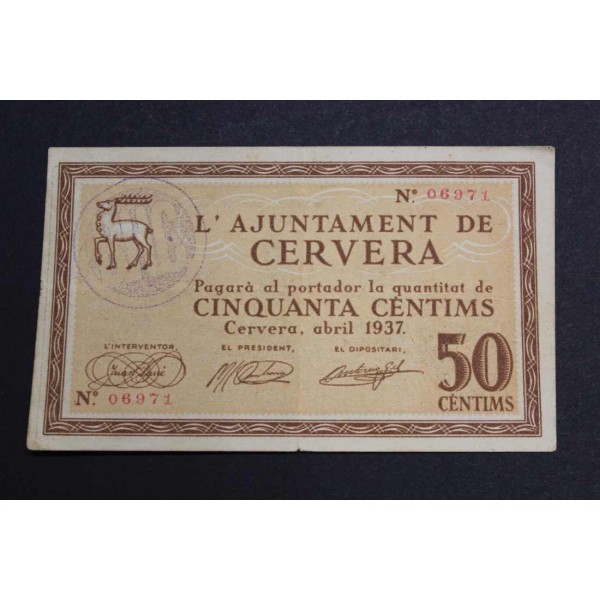 Nº 06971
L'AJUNTAMENT DE
CERVERA
Pagarà al portador la quantitat de
CINQUANTA CÈNTIMS
Cervera, abril 1937.
L'INTERVENTOR, EL PRESIDENT, EL DIPOSITARI,
50
CÈNTIMS
Nº 06971